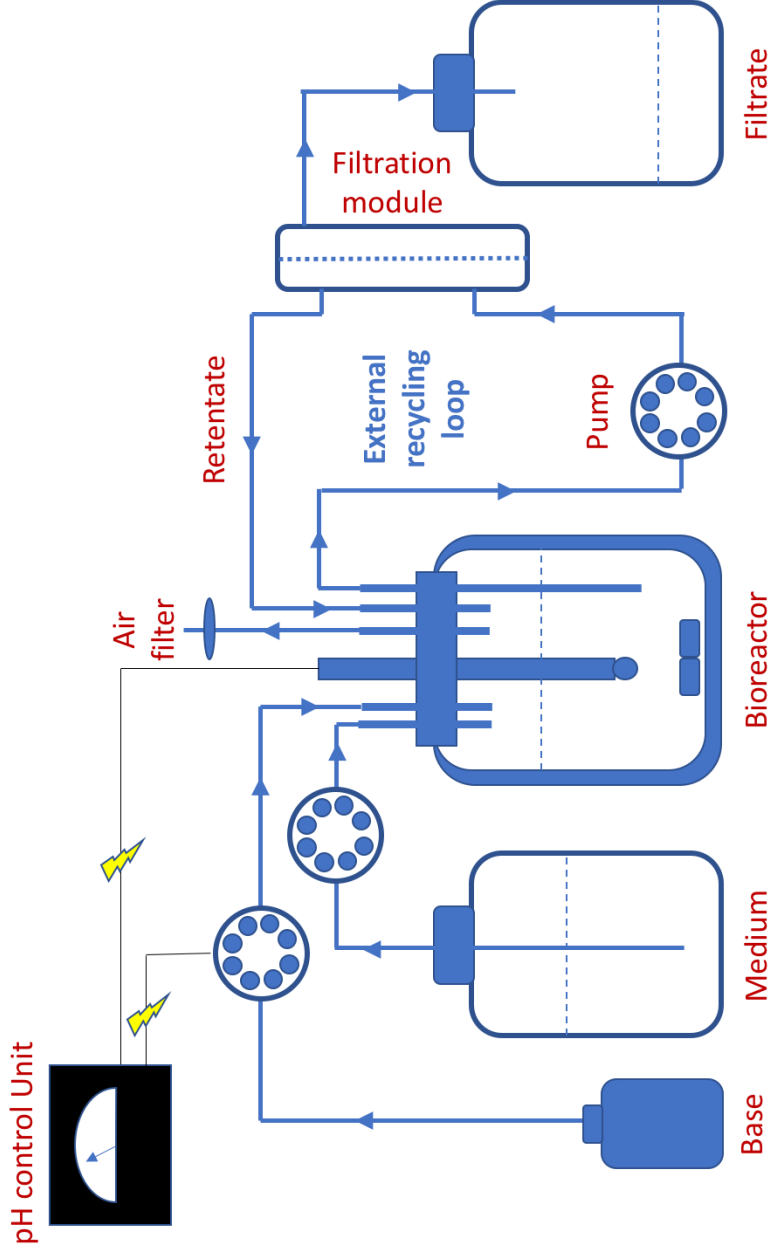 pH control Unit
Air
filter
Retentate
Filtration
module
External
recycling
loop
Pump
Base
Medium
Bioreactor
Filtrate